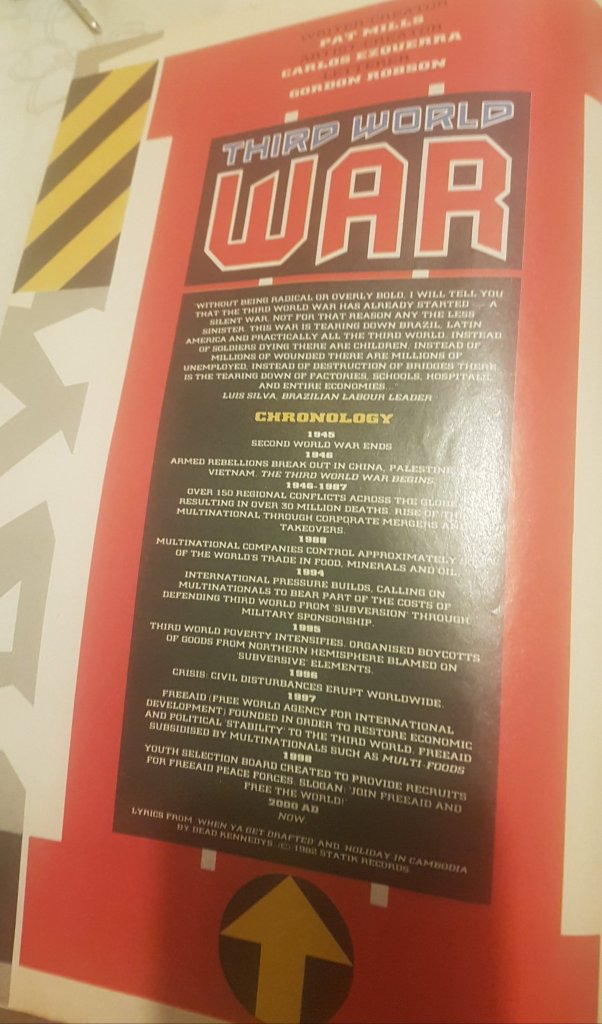 WRITER CREATOR
PAT MILLS
ARTIST CREATOR
CARLOS EZQUERRA
LETTERER
GORDON ROBSON
THIRD WORLD
WAR
'WITHOUT BEING RADICAL OR OVERLY BOLD, I WILL TELL YOU
THAT THE THIRD WORLD WAR HAS ALREADY STARTED — A
SILENT WAR, NOT FOR THAT REASON ANY THE LESS
SINISTER. THIS WAR IS TEARING DOWN BRAZIL, LATIN
AMERICA AND PRACTICALLY ALL THE THIRD WORLD. INSTEAD
OF SOLDIERS DYING THERE ARE CHILDREN, INSTEAD OF
MILLIONS OF WOUNDED THERE ARE MILLIONS OF
UNEMPLOYED, INSTEAD OF DESTRUCTION OF BRIDGES THERE
IS THE TEARING DOWN OF FACTORIES, SCHOOLS, HOSPITALS,
AND ENTIRE ECONOMIES...'
LUIS SILVA, BRAZILIAN LABOUR LEADER
CHRONOLOGY
1945
SECOND WORLD WAR ENDS
1946
ARMED REBELLIONS BREAK OUT IN CHINA, PALESTINE,
VIETNAM. THE THIRD WORLD WAR BEGINS.
1946-1987
OVER 150 REGIONAL CONFLICTS ACROSS THE GLOBE
RESULTING IN OVER 30 MILLION DEATHS. RISE OF THE
MULTINATIONAL THROUGH CORPORATE MERGERS AND
TAKEOVERS.
1988
MULTINATIONAL COMPANIES CONTROL APPROXIMATELY
OF THE WORLD'S TRADE IN FOOD, MINERALS AND OIL.
1994
INTERNATIONAL PRESSURE BUILDS, CALLING ON
MULTINATIONALS TO BEAR PART OF THE COSTS OF
DEFENDING THIRD WORLD FROM 'SUBVERSION' THROUGH
MILITARY SPONSORSHIP.
1995
THIRD WORLD POVERTY INTENSIFIES. ORGANISED BOYCOTTS
OF GOODS FROM NORTHERN HEMISPHERE BLAMED ON
'SUBVERSIVE' ELEMENTS.
1996
CRISIS: CIVIL DISTURBANCES ERUPT WORLDWIDE.
1997
FREEAID (FREE WORLD AGENCY FOR INTERNATIONAL
DEVELOPMENT) FOUNDED IN ORDER TO RESTORE ECONOMIC
AND POLITICAL 'STABILITY' TO THE THIRD WORLD. FREEAID
SUBSIDISED BY MULTINATIONALS SUCH AS MULTI-FOODS
1998
YOUTH SELECTION BOARD CREATED TO PROVIDE RECRUITS
FOR FREEAID PEACE FORCES. SLOGAN: 'JOIN FREEAID AND
FREE THE WORLD!'
2000 AD
NOW
LYRICS FROM 'WHEN YA GET DRAFTED' AND 'HOLIDAY IN CAMBODIA'
BY DEAD KENNEDYS. © 1982 STATIK RECORDS